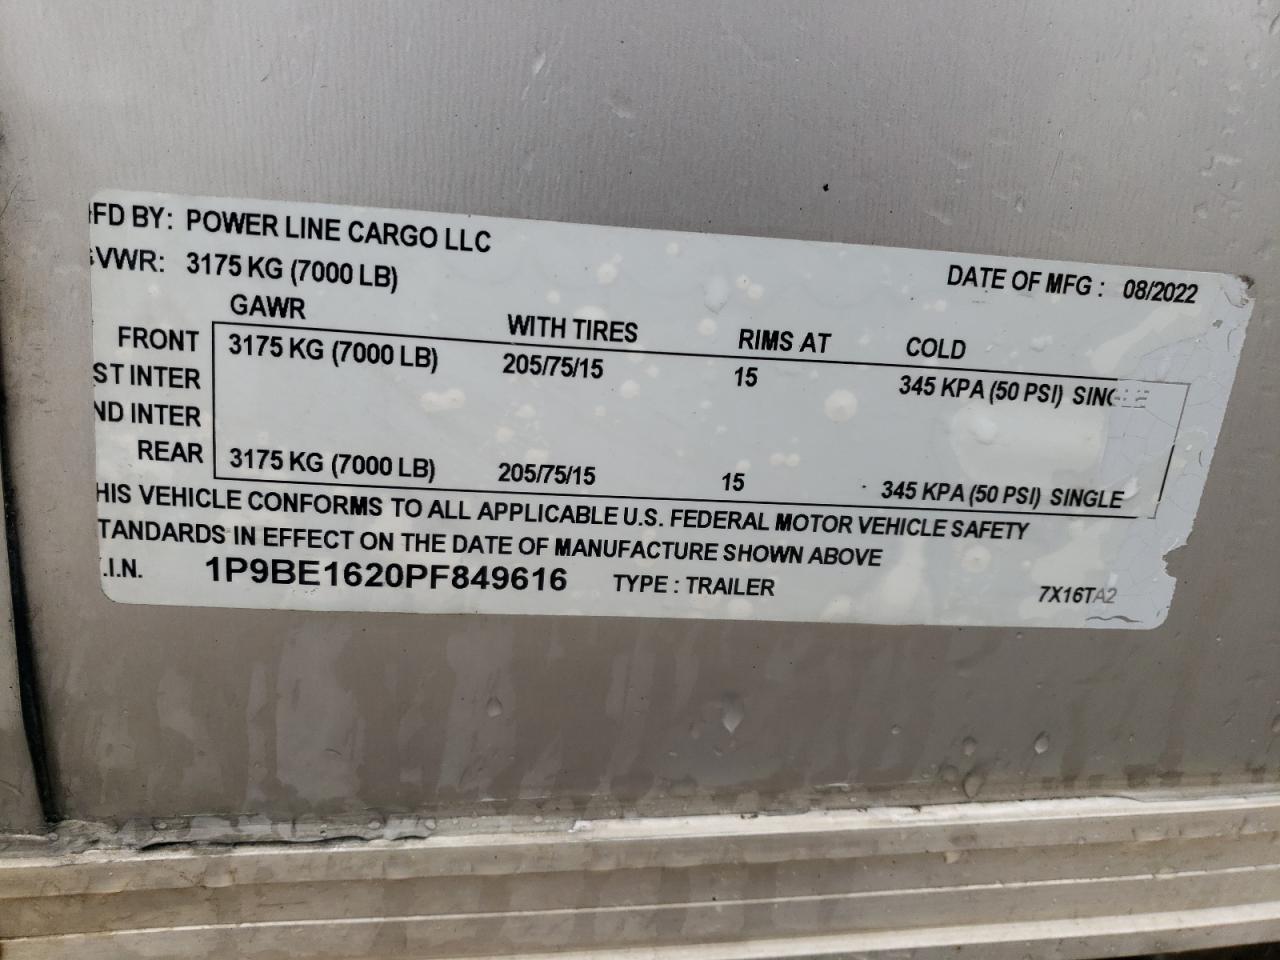 FD BY: POWER LINE CARGO LLC
VWR: 3175 KG (7000 LB)
DATE OF MFG : 08/2022
GAWR WITH TIRES RIMS AT COLD
FRONT 3175 KG (7000 LB) 205/75/15 15 345 KPA (50 PSI) SINGLE
ST INTER
ND INTER
REAR 3175 KG (7000 LB) 205/75/15 15 345 KPA (50 PSI) SINGLE
HIS VEHICLE CONFORMS TO ALL APPLICABLE U.S. FEDERAL MOTOR VEHICLE SAFETY
TANDARDS IN EFFECT ON THE DATE OF MANUFACTURE SHOWN ABOVE
.I.N. 1P9BE1620PF849616 TYPE : TRAILER 7X16TA2